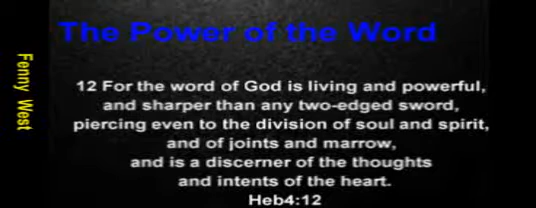 The Power of the Word
Fenny West
12 For the word of God is living and powerful,
and sharper than any two-edged sword,
piercing even to the division of soul and spirit,
and of joints and marrow,
and is a discerner of the thoughts
and intents of the heart.
Heb4:12